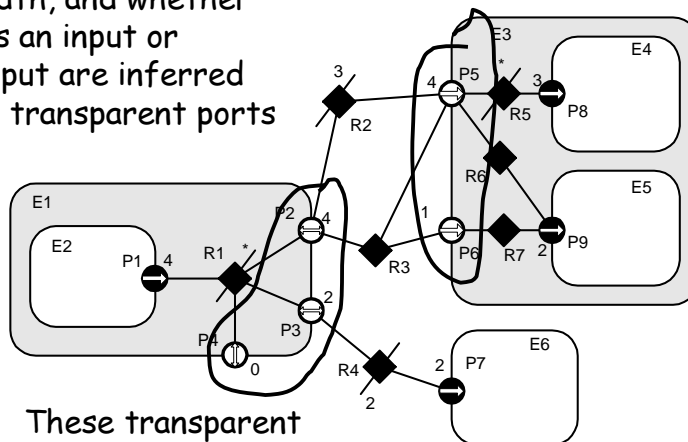 path, and whether
s an input or
put are inferred
transparent ports
E3
E4
P5
4
*
3
R5
P8
3
R2
R6
E5
E1
E2
P2
4
1
P6
R7
2
P9
P1
4
R1
*
R3
P3
2
P4
0
R4
2
2
P7
E6
These transparent